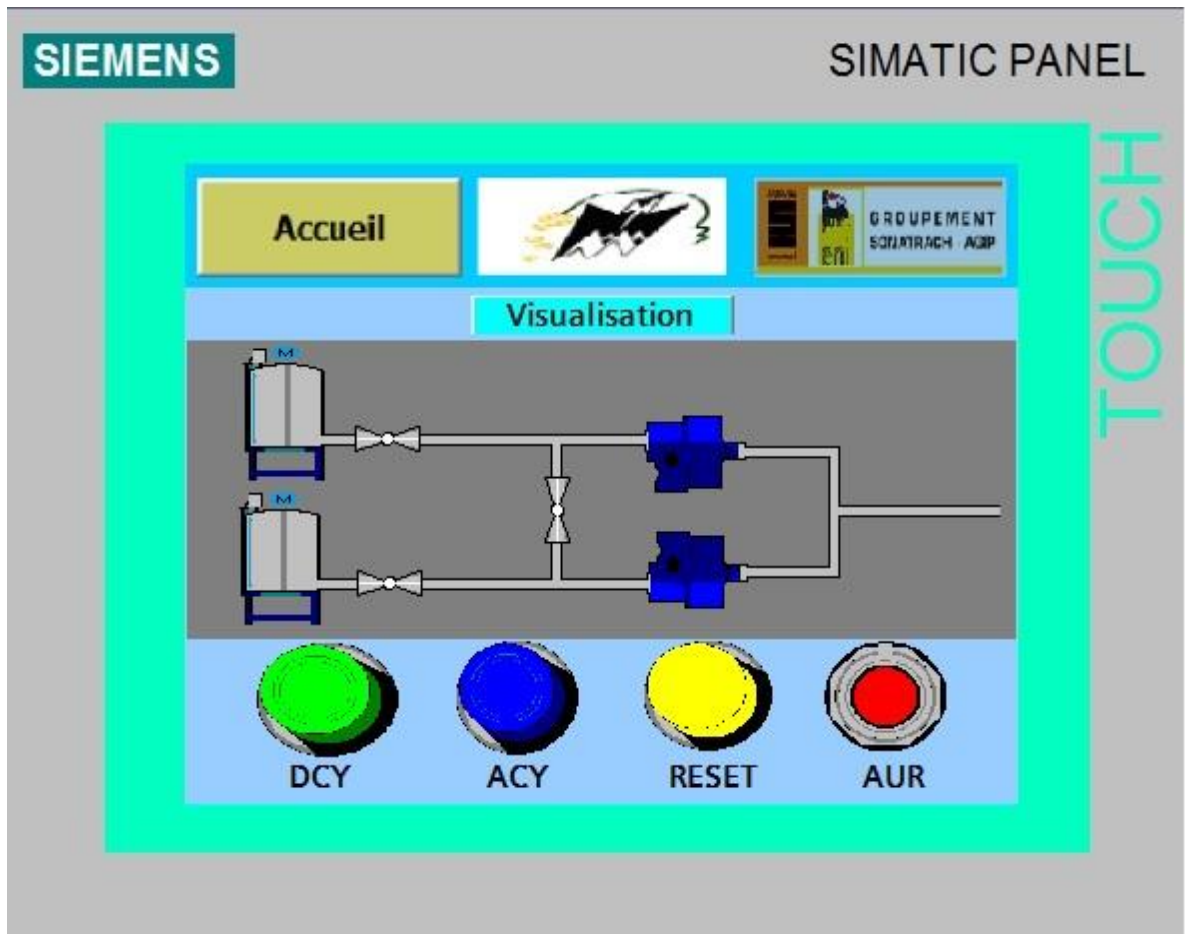 SIEMENS
SIMATIC PANEL
TOUCH
Accueil
GROUPEMENT
SONATRACH - AGIP
eni
Visualisation
M
M
DCY
ACY
RESET
AUR